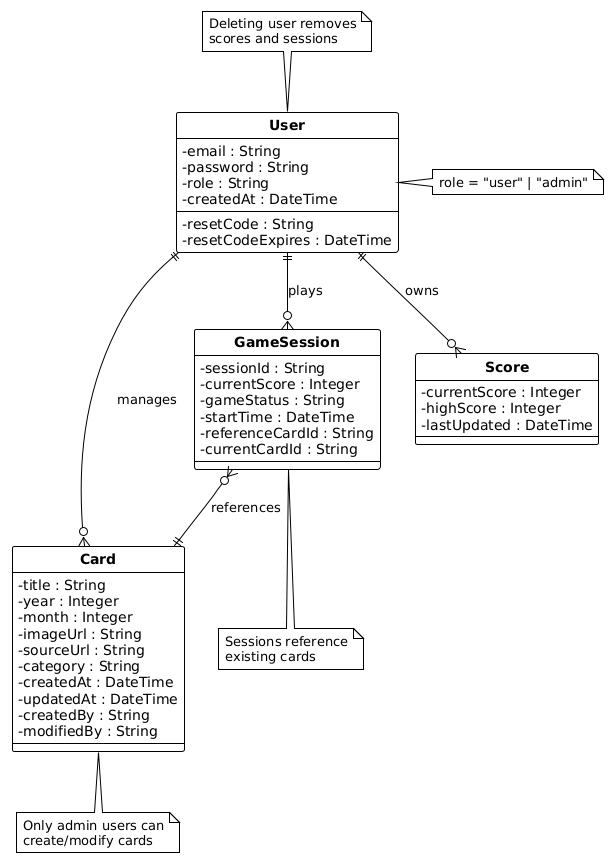 Deleting user removes
scores and sessions
User
-email : String
-password : String
-role : String
-createdAt : DateTime
-resetCode : String
-resetCodeExpires : DateTime
role = "user" | "admin"
plays
owns
manages
GameSession
-sessionId : String
-currentScore : Integer
-gameStatus : String
-startTime : DateTime
-referenceCardId : String
-currentCardId : String
Score
-currentScore : Integer
-highScore : Integer
-lastUpdated : DateTime
references
Card
-title : String
-year : Integer
-month : Integer
-imageUrl : String
-sourceUrl : String
-category : String
-createdAt : DateTime
-updatedAt : DateTime
-createdBy : String
-modifiedBy : String
Sessions reference
existing cards
Only admin users can
create/modify cards